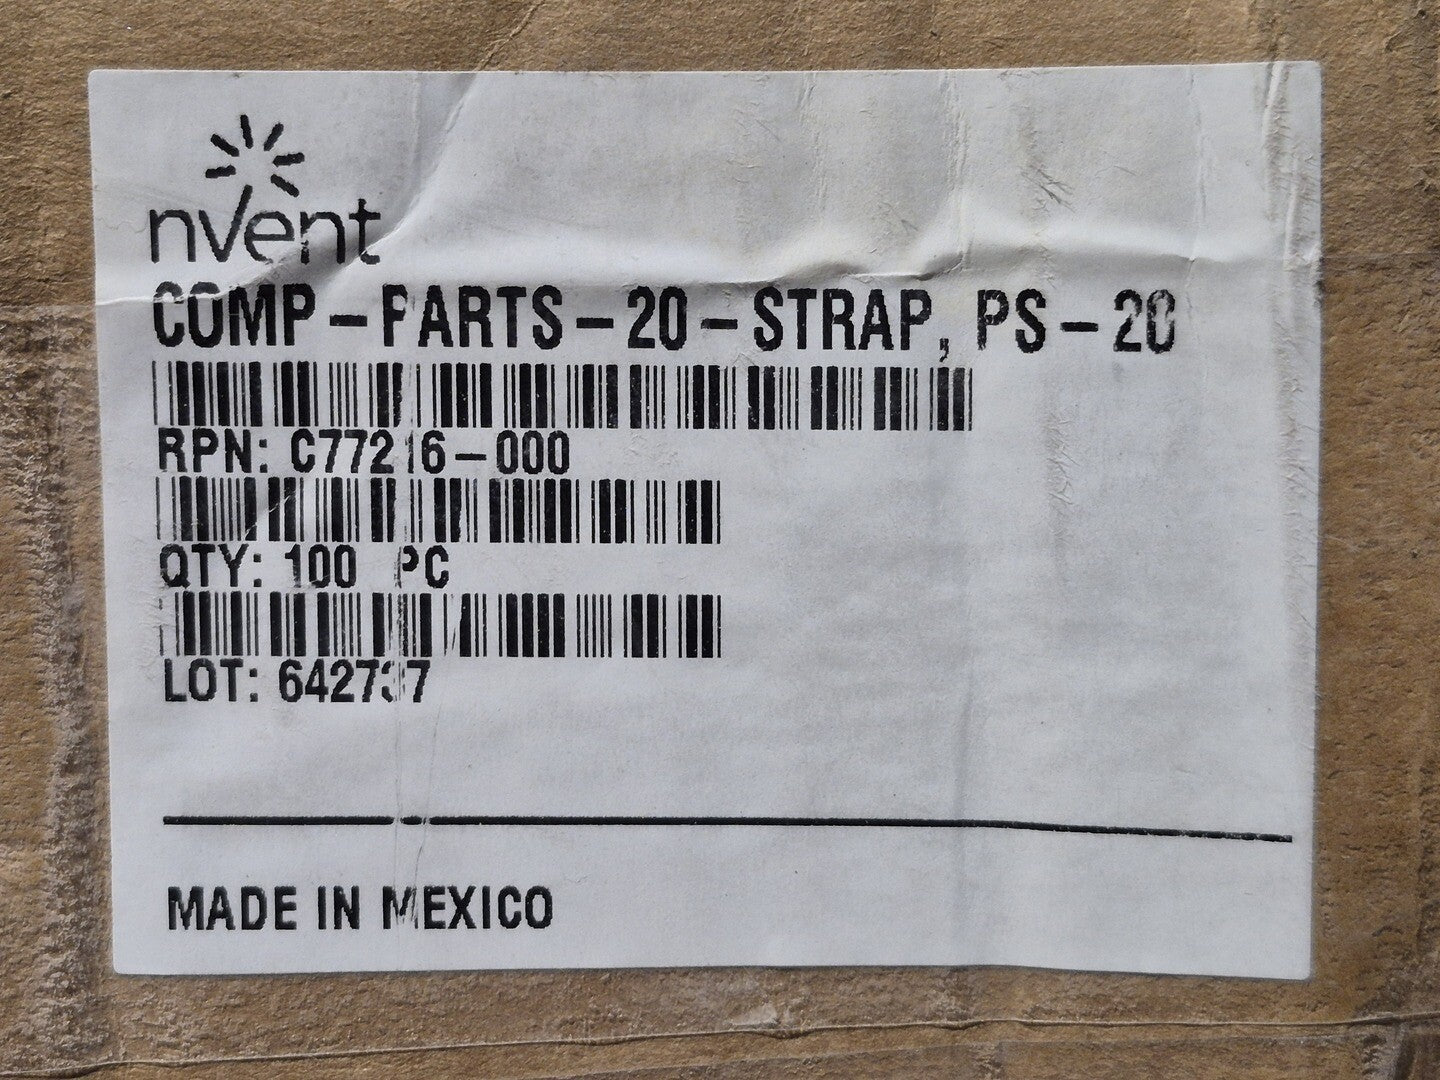 nVent
COMP-PARTS-20-STRAP, PS-20
RPN: C77216-000
QTY: 100 PC
LOT: 642737
MADE IN MEXICO